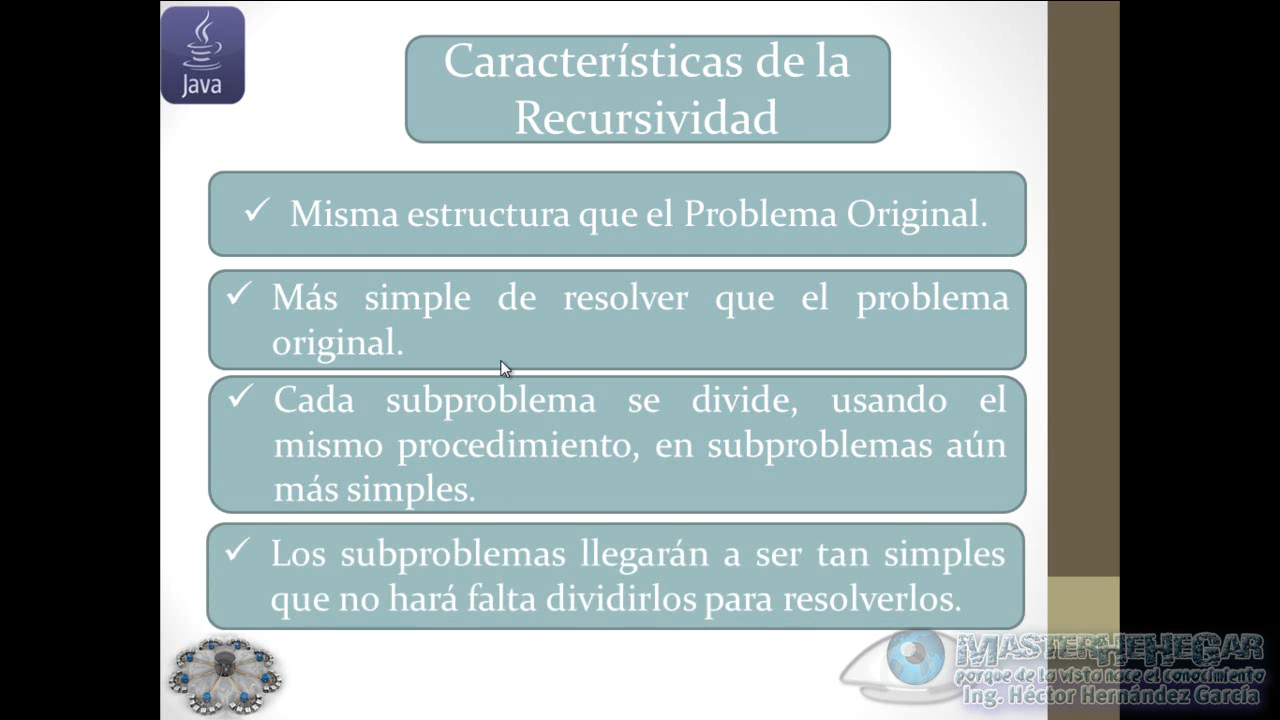 Java
Características de la
Recursividad
✓ Misma estructura que el Problema Original.
✓ Más simple de resolver que el problema
original.
✓ Cada subproblema se divide, usando el
mismo procedimiento, en subproblemas aún
más simples.
✓ Los subproblemas llegarán a ser tan simples
que no hará falta dividirlos para resolverlos.
MASTERHEHEGAR
porque de la vista nace el conocimiento
Ing. Héctor Hernández García